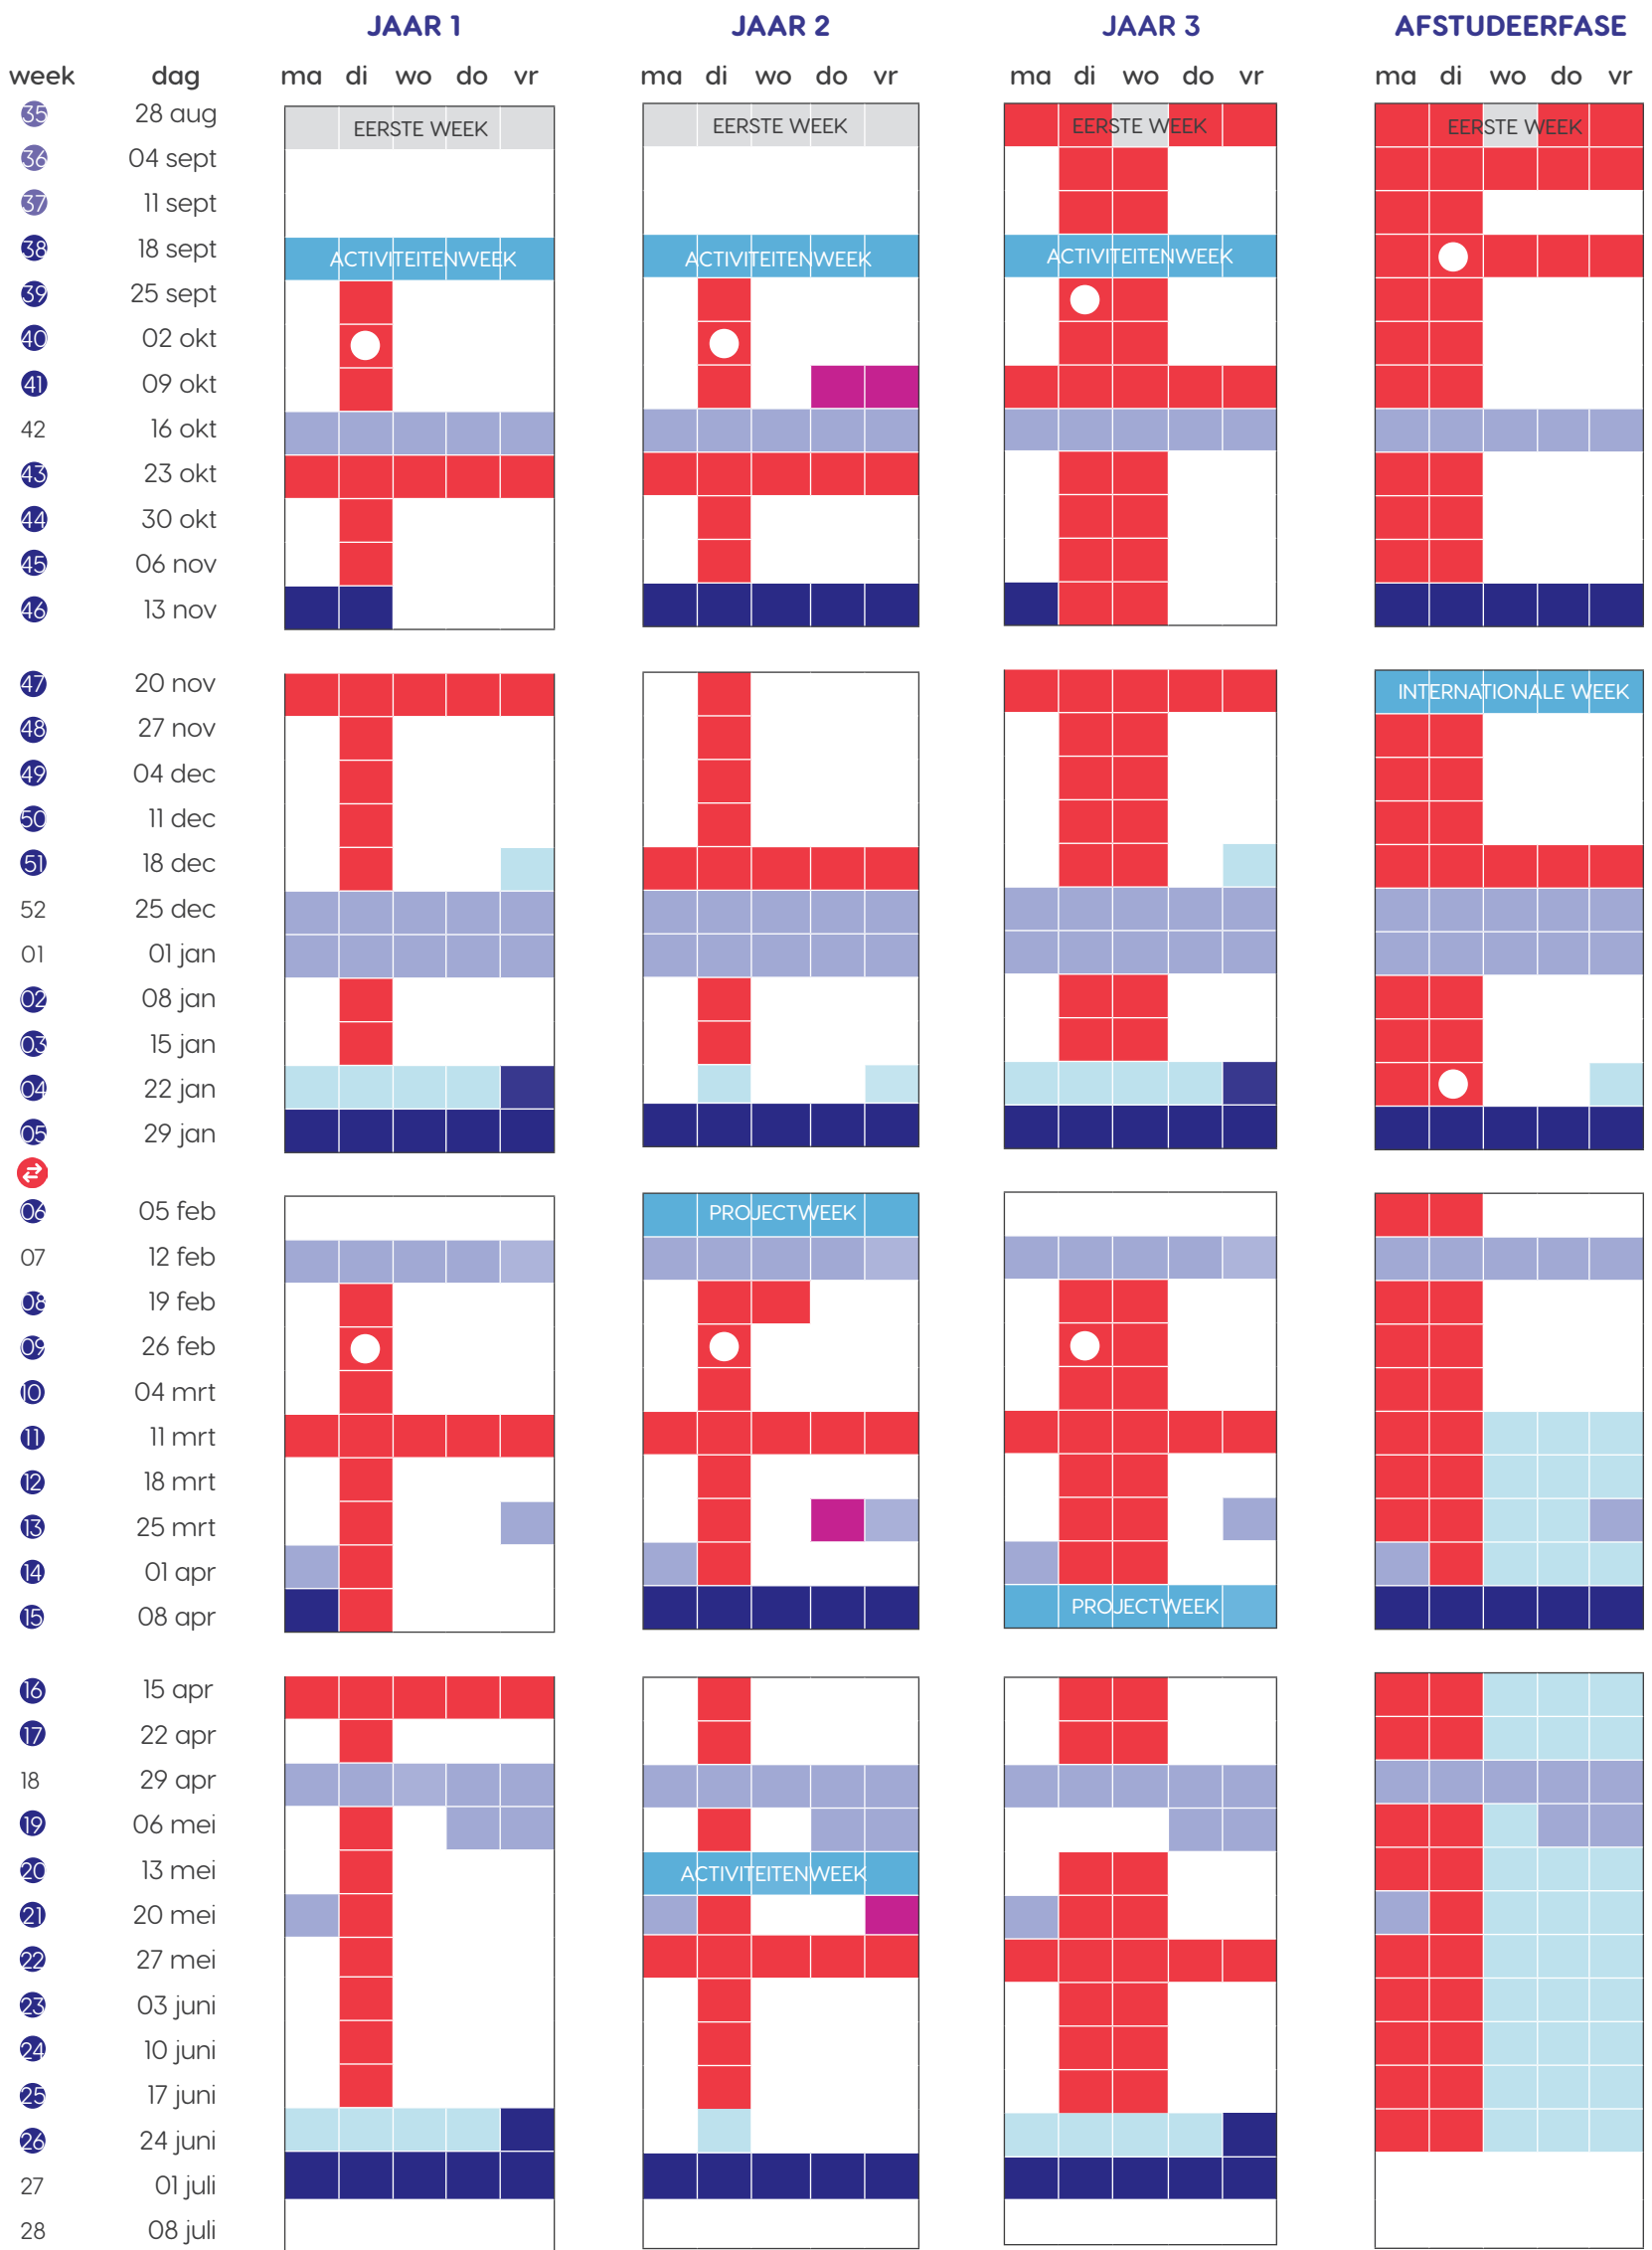 JAAR 1 JAAR 2 JAAR 3 AFSTUDEERFASE
week dag ma di wo do vr ma di wo do vr ma di wo do vr ma di wo do vr
35 28 aug EERSTE WEEK EERSTE WEEK EERSTE WEEK EERSTE WEEK
36 04 sept
37 11 sept
38 18 sept ACTIVITEITENWEEK ACTIVITEITENWEEK ACTIVITEITENWEEK
39 25 sept
40 02 okt
41 09 okt
42 16 okt
43 23 okt
44 30 okt
45 06 nov
46 13 nov
47 20 nov INTERNATIONALE WEEK
48 27 nov
49 04 dec
50 11 dec
51 18 dec
52 25 dec
01 01 jan
02 08 jan
03 15 jan
04 22 jan
05 29 jan
06 05 feb PROJECTWEEK
07 12 feb
08 19 feb
09 26 feb
10 04 mrt
11 11 mrt
12 18 mrt
13 25 mrt
14 01 apr
15 08 apr PROJECTWEEK
16 15 apr
17 22 apr
18 29 apr
19 06 mei
20 13 mei ACTIVITEITENWEEK
21 20 mei
22 27 mei
23 03 juni
24 10 juni
25 17 juni
26 24 juni
27 01 juli
28 08 juli